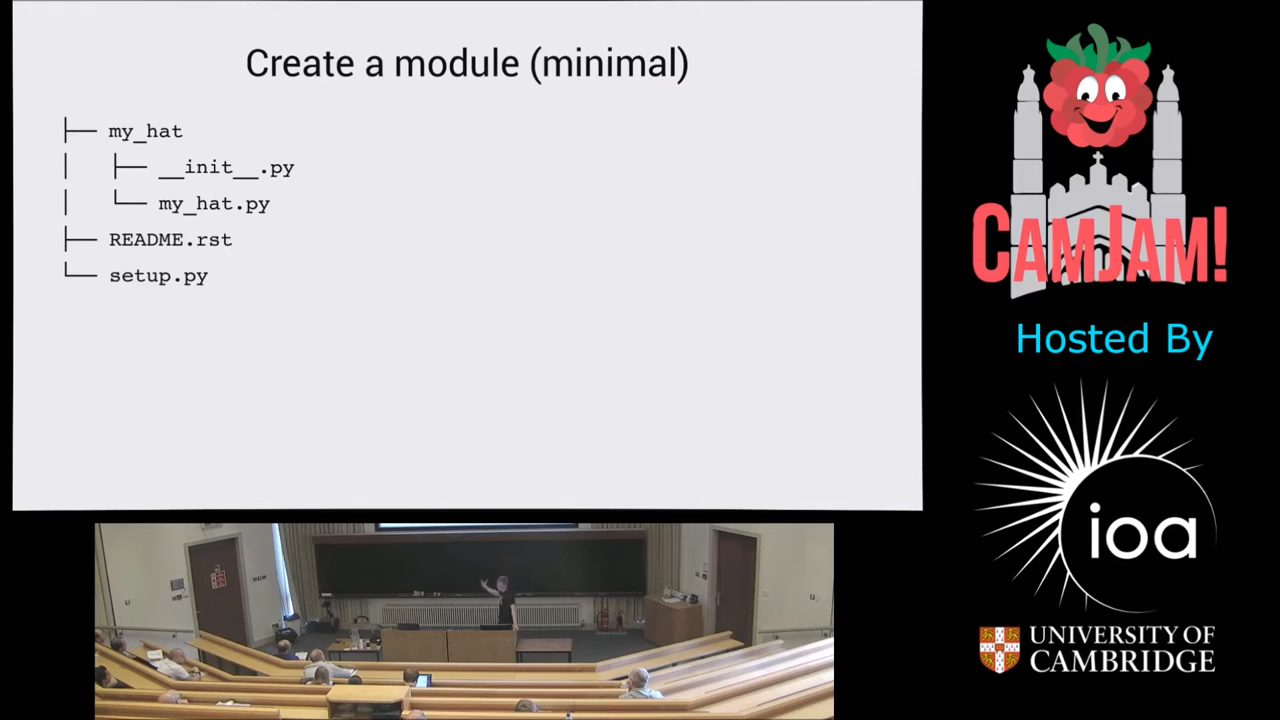 Create a module (minimal)
├── my_hat
│   ├── __init__.py
│   └── my_hat.py
├── README.rst
└── setup.py
CAMJAM!
Hosted By
ioa
UNIVERSITY OF
CAMBRIDGE